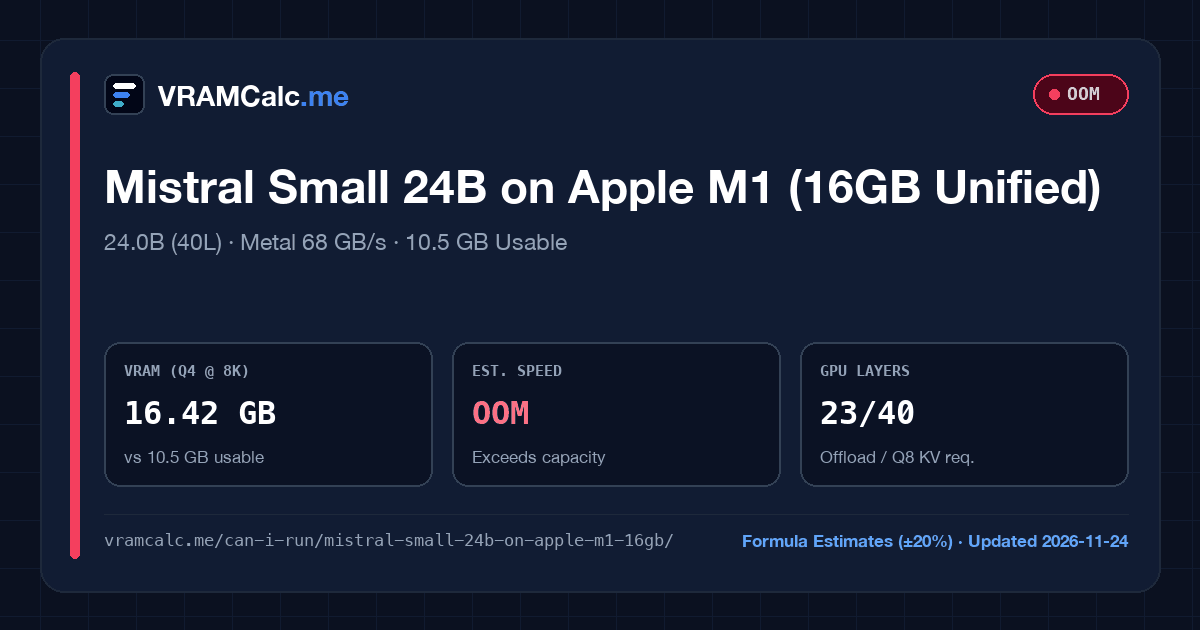 VRAMCalc.me
OOM
Mistral Small 24B on Apple M1 (16GB Unified)
24.0B (40L) · Metal 68 GB/s · 10.5 GB Usable
VRAM (Q4 @ 8K)
16.42 GB
vs 10.5 GB usable
EST. SPEED
OOM
Exceeds capacity
GPU LAYERS
23/40
Offload / Q8 KV req.
vramcalc.me/can-i-run/mistral-small-24b-on-apple-m1-16gb/
Formula Estimates (±20%) · Updated 2026-11-24